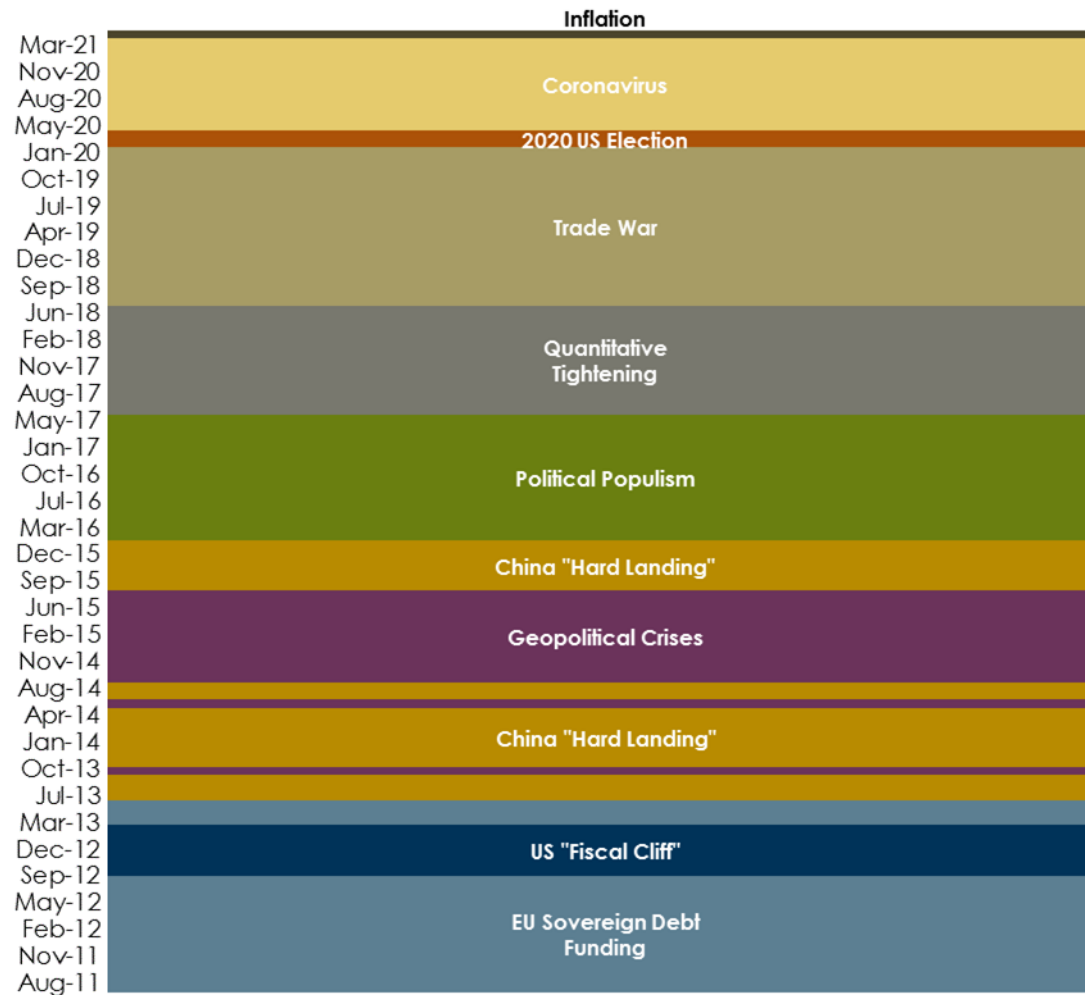 Inflation
Mar-21
Nov-20
Aug-20
Coronavirus
May-20
2020 US Election
Jan-20
Oct-19
Jul-19
Apr-19
Trade War
Dec-18
Sep-18
Jun-18
Feb-18
Quantitative
Tightening
Nov-17
Aug-17
May-17
Jan-17
Oct-16
Political Populism
Jul-16
Mar-16
Dec-15
China "Hard Landing"
Sep-15
Jun-15
Feb-15
Geopolitical Crises
Nov-14
Aug-14
Apr-14
Jan-14
China "Hard Landing"
Oct-13
Jul-13
Mar-13
Dec-12
US "Fiscal Cliff"
Sep-12
May-12
Feb-12
EU Sovereign Debt
Funding
Nov-11
Aug-11